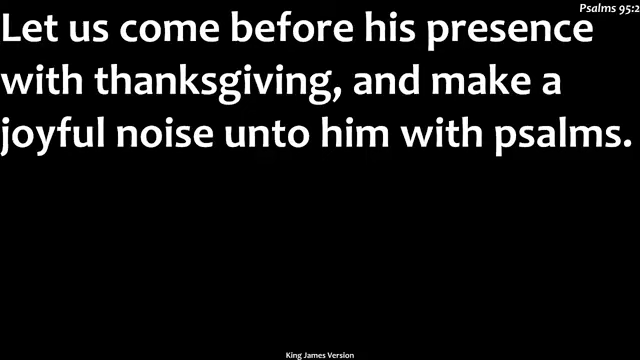 Psalms 95:2
Let us come before his presence
with thanksgiving, and make a
joyful noise unto him with psalms.
King James Version